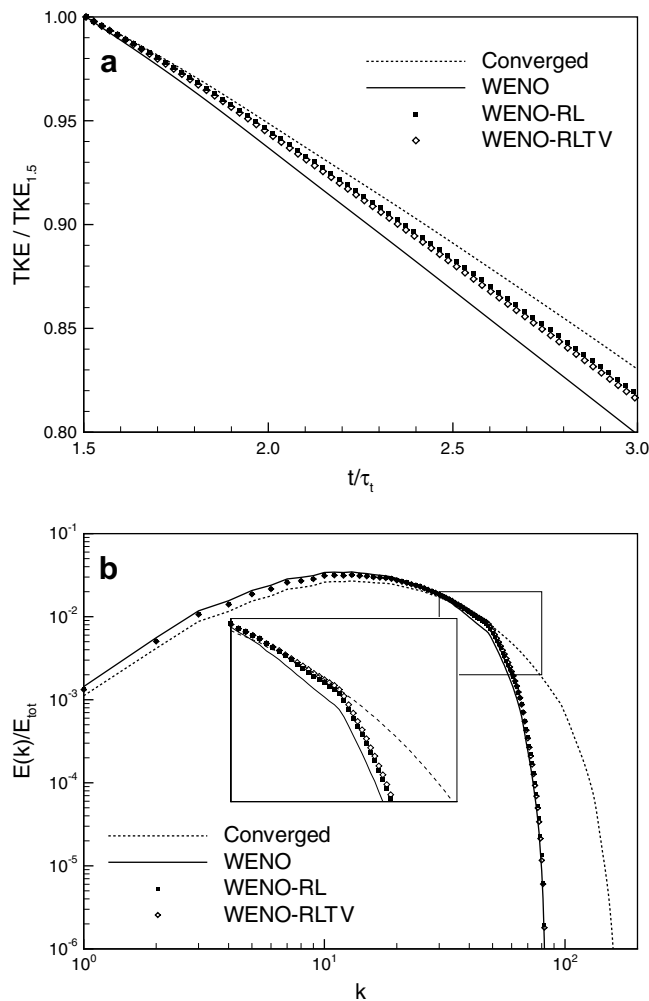 1.00
a
Converged
WENO
WENO-RL
WENO-RLTV
0.95
0.90
0.85
0.80
TKE / TKE1.5
1.5 2.0 2.5 3.0
t/τt
10-1
b
10-2
10-3
10-4
10-5
10-6
E(k)/Etot
Converged
WENO
WENO-RL
WENO-RLTV
100 101 102
k